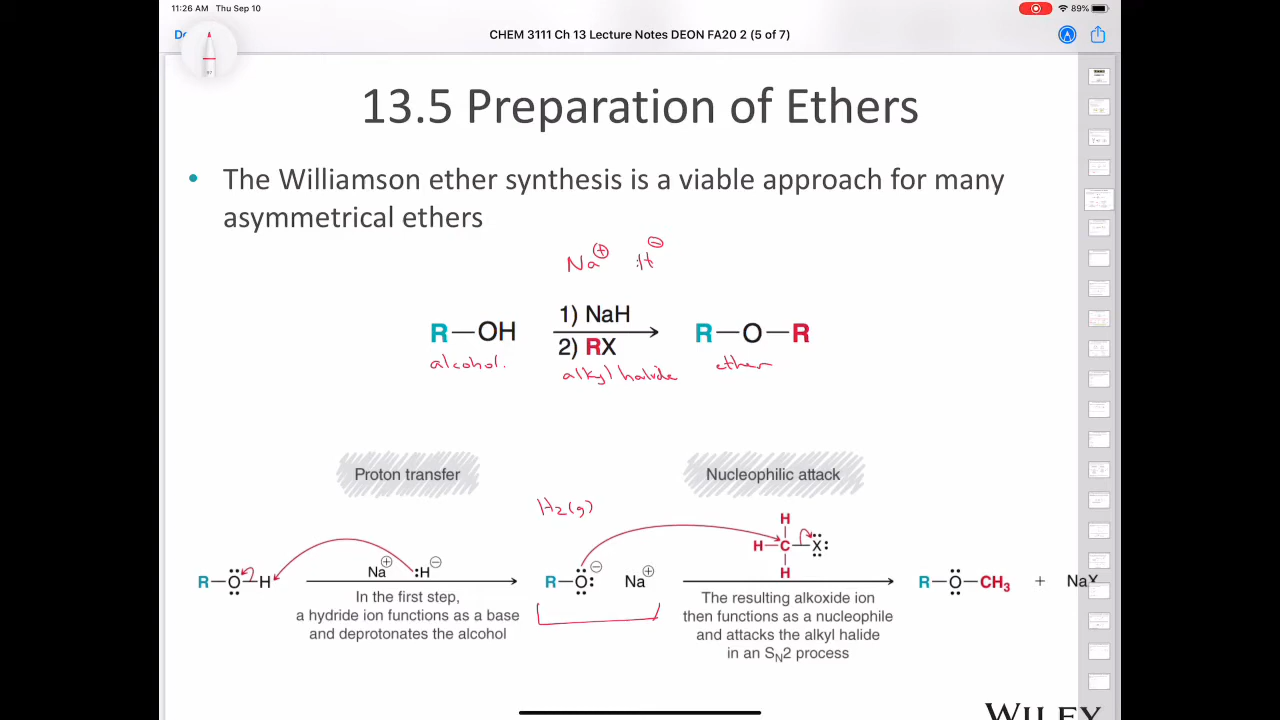 11:26 AM Thu Sep 10
89%
CHEM 3111 Ch 13 Lecture Notes DEON FA20 2 (5 of 7)
97
13.5 Preparation of Ethers
• The Williamson ether synthesis is a viable approach for many
asymmetrical ethers
Na⊕ :H⊖
R—OH
1) NaH
2) RX
R—O—R
alcohol.
alkyl halide
ether
Proton transfer
Nucleophilic attack
H2(g)
R—O—H
Na⊕ :H⊖
In the first step,
a hydride ion functions as a base
and deprotonates the alcohol
R—O:⊖ Na⊕
H
H—C—X:
H
The resulting alkoxide ion
then functions as a nucleophile
and attacks the alkyl halide
in an SN2 process
R—O—CH3 + NaX
WILEY